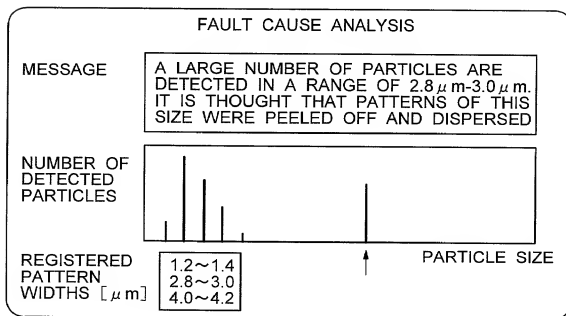 FAULT CAUSE ANALYSIS
MESSAGE
A LARGE NUMBER OF PARTICLES ARE
DETECTED IN A RANGE OF 2.8μm-3.0μm.
IT IS THOUGHT THAT PATTERNS OF THIS
SIZE WERE PEELED OFF AND DISPERSED
NUMBER OF
DETECTED
PARTICLES
PARTICLE SIZE
REGISTERED
PATTERN
WIDTHS [μm]
1.2～1.4
2.8～3.0
4.0～4.2